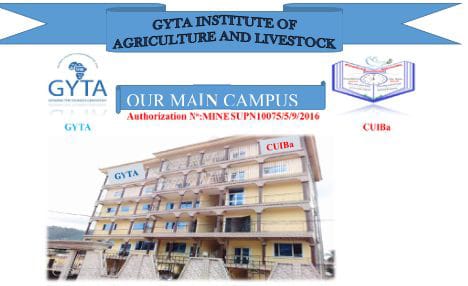 GYTA INSTITUTE OF
AGRICULTURE AND LIVESTOCK
GYTA
OUR MAIN CAMPUS
Authorization Nº:MINESUPN10075/5/9/2016
GYTA
CUIBa
GYTA
CUIBa